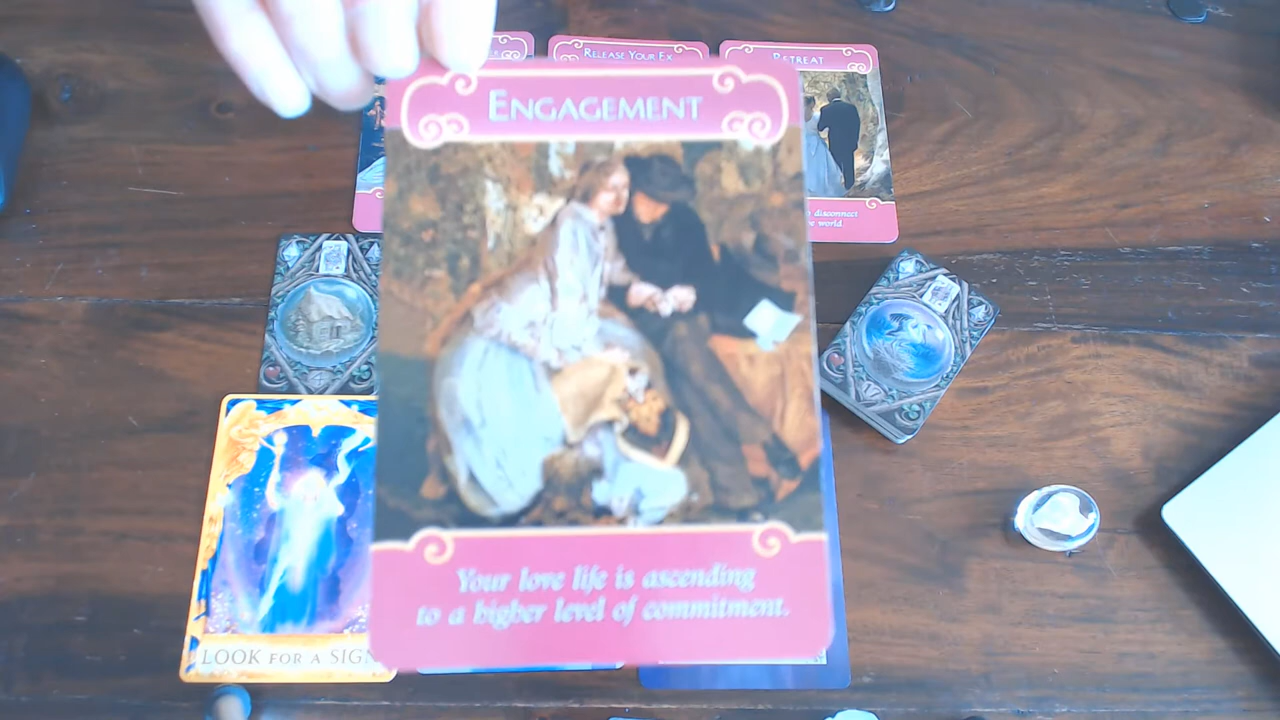 RELEASE YOUR EX
RETREAT
ENGAGEMENT
disconnect
world.
Your love life is ascending
to a higher level of commitment.
LOOK FOR A SIGN